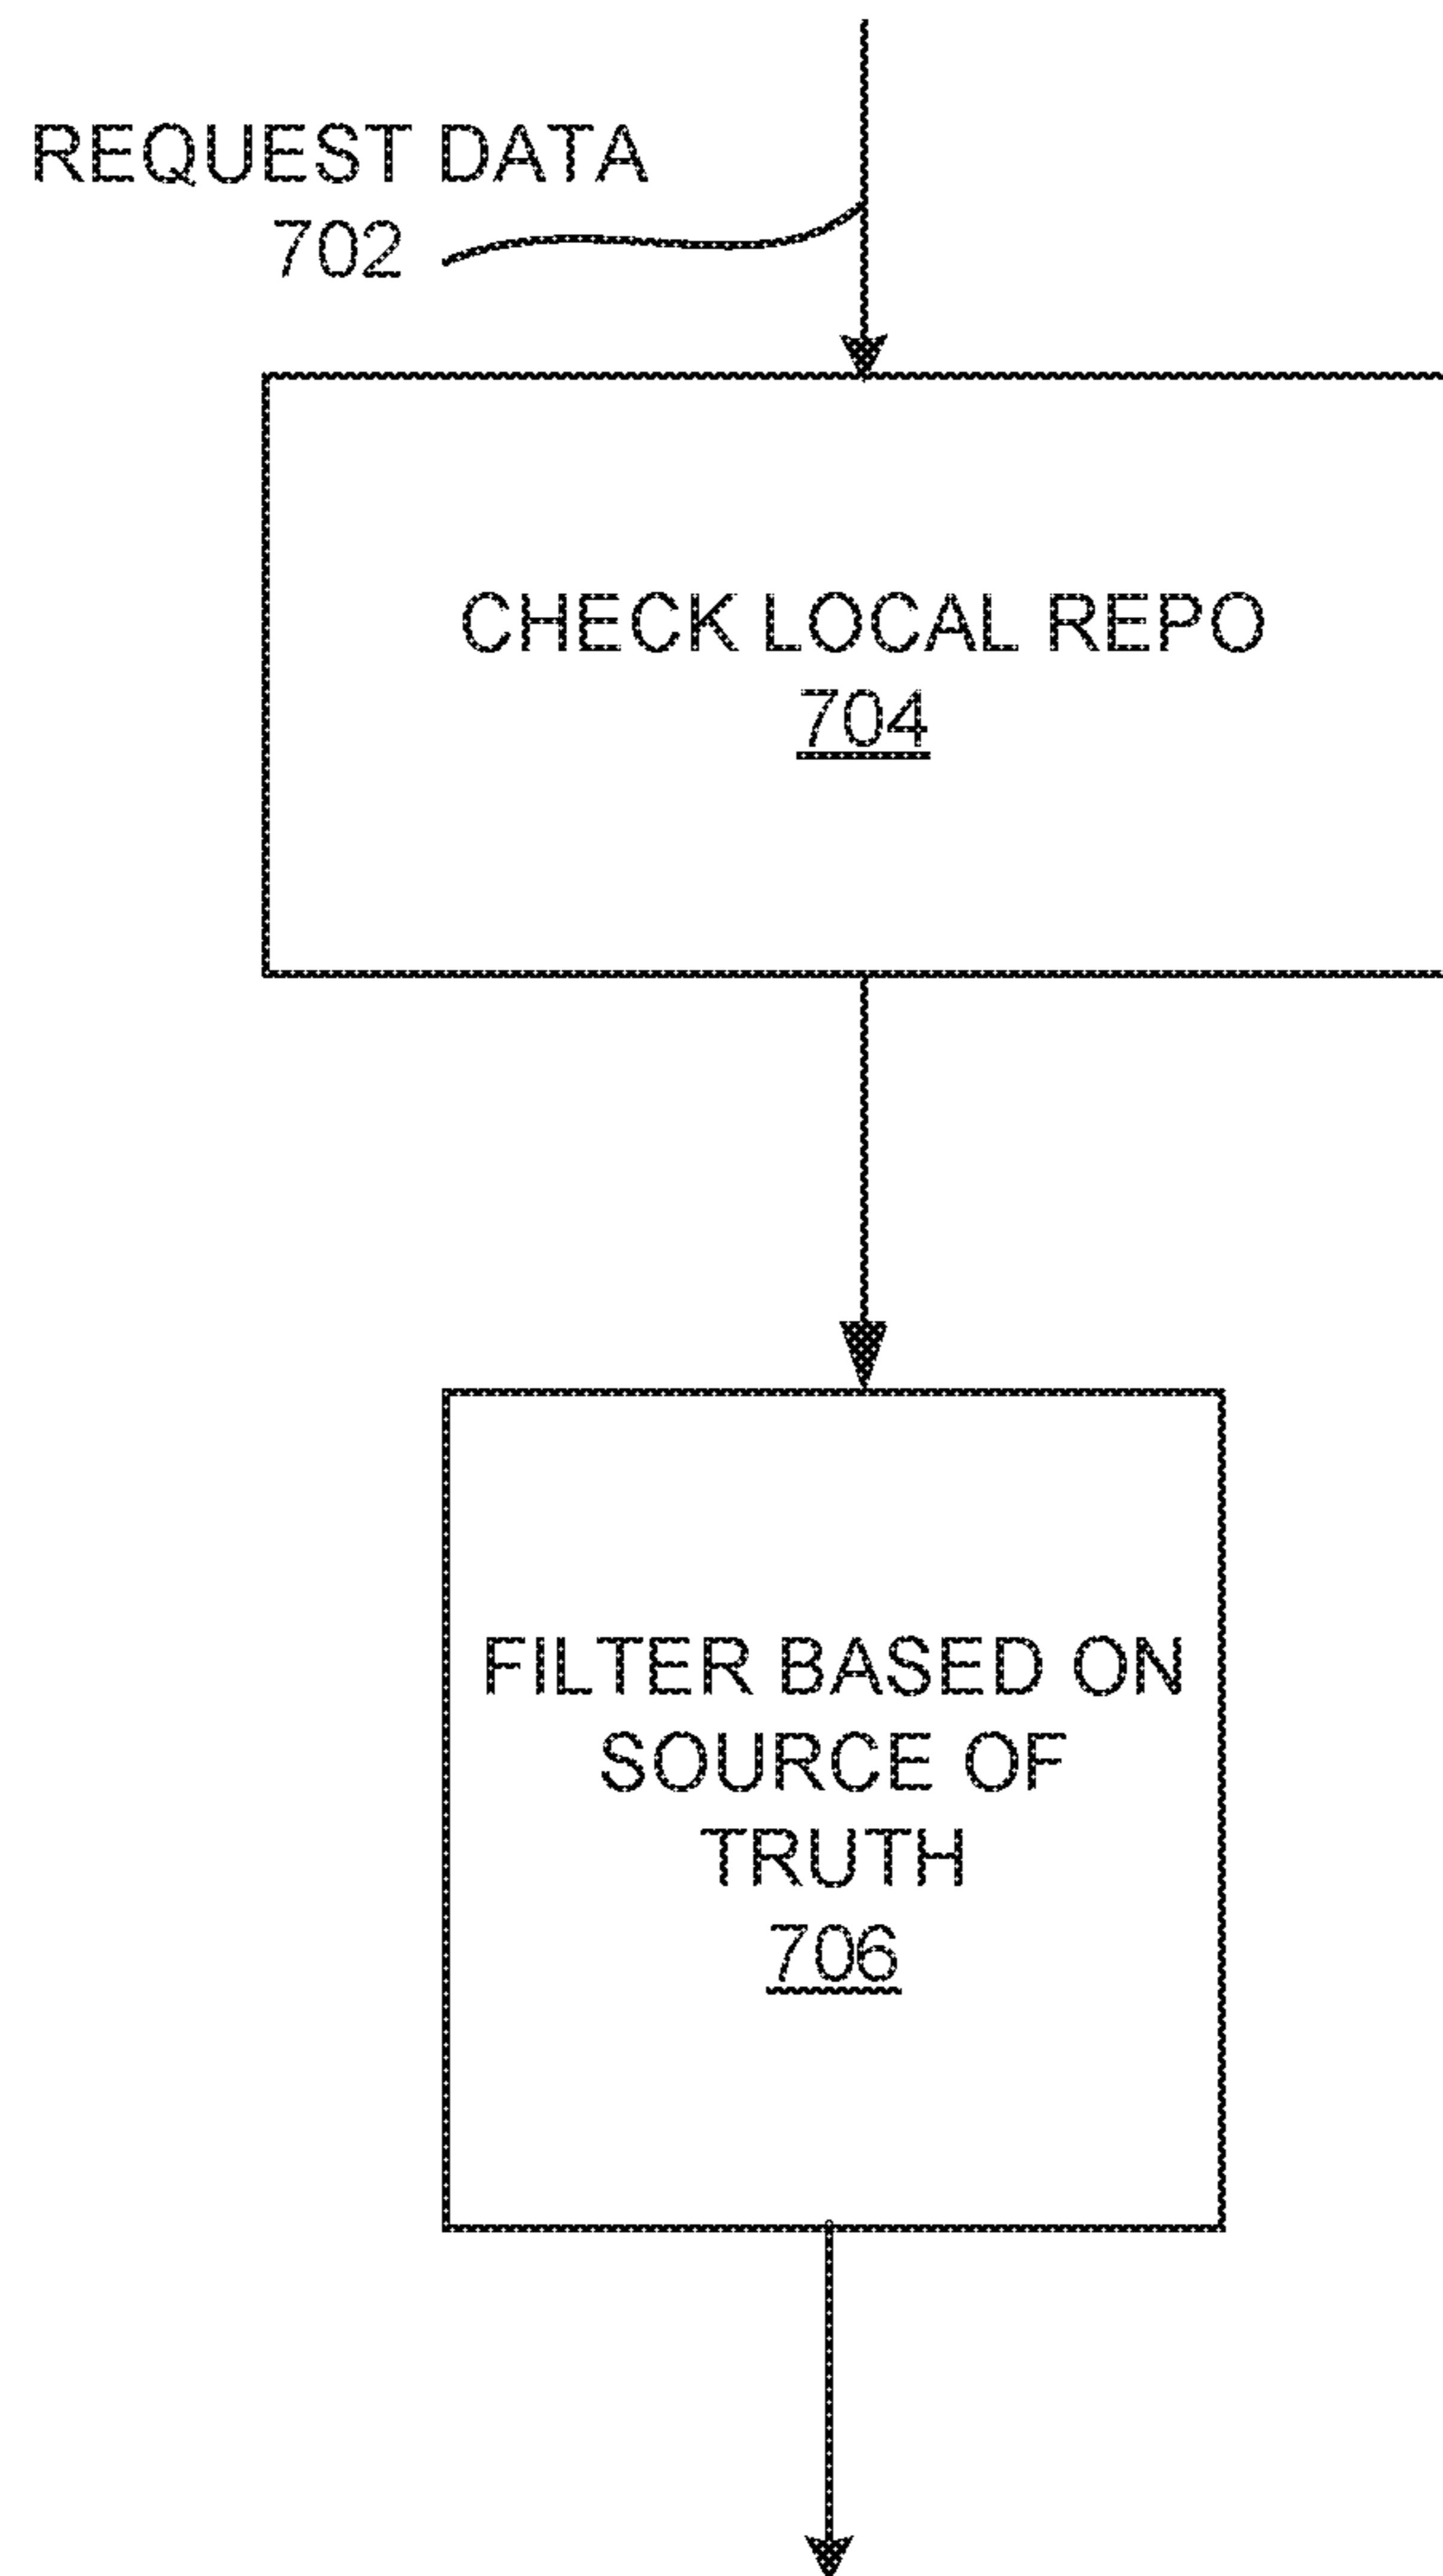 REQUEST DATA
702
CHECK LOCAL REPO
704
FILTER BASED ON
SOURCE OF
TRUTH
706